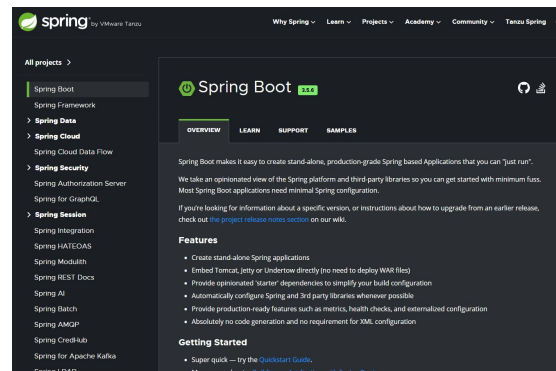 spring by VMware Tanzu
Why Spring Learn Projects Academy Community Tanzu Spring
All projects
Spring Boot
Spring Framework
Spring Data
Spring Cloud
Spring Cloud Data Flow
Spring Security
Spring Authorization Server
Spring for GraphQL
Spring Session
Spring Integration
Spring HATEOAS
Spring Modulith
Spring REST Docs
Spring AI
Spring Batch
Spring AMQP
Spring CredHub
Spring for Apache Kafka
Spring Boot 3.5.6
OVERVIEW LEARN SUPPORT SAMPLES
Spring Boot makes it easy to create stand-alone, production-grade Spring based Applications that you can "just run".
We take an opinionated view of the Spring platform and third-party libraries so you can get started with minimum fuss.
Most Spring Boot applications need minimal Spring configuration.
If you're looking for information about a specific version, or instructions about how to upgrade from an earlier release,
check out the project release notes section on our wiki.
Features
• Create stand-alone Spring applications
• Embed Tomcat, Jetty or Undertow directly (no need to deploy WAR files)
• Provide opinionated 'starter' dependencies to simplify your build configuration
• Automatically configure Spring and 3rd party libraries whenever possible
• Provide production-ready features such as metrics, health checks, and externalized configuration
• Absolutely no code generation and no requirement for XML configuration
Getting Started
• Super quick — try the Quickstart Guide.